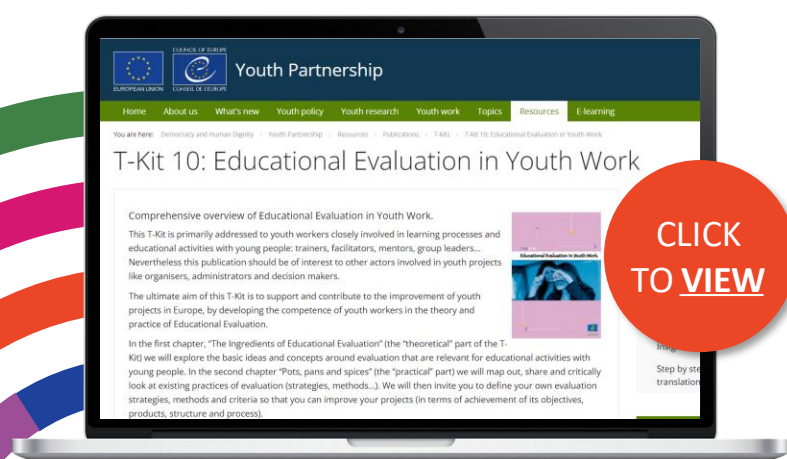 COUNCIL OF EUROPE
EUROPEAN UNION
CONSEIL DE L'EUROPE
Youth Partnership
Home About us What's new Youth policy Youth research Youth work Topics Resources E-learning
You are here: Democracy and Human Dignity / Youth Partnership / Resources / Publications / T-kits / T-Kit 10: Educational Evaluation in Youth Work
T-Kit 10: Educational Evaluation in Youth Work
Comprehensive overview of Educational Evaluation in Youth Work.
This T-Kit is primarily addressed to youth workers closely involved in learning processes and
educational activities with young people: trainers, facilitators, mentors, group leaders...
Nevertheless this publication should be of interest to other actors involved in youth projects
like organisers, administrators and decision makers.
The ultimate aim of this T-Kit is to support and contribute to the improvement of youth
projects in Europe, by developing the competence of youth workers in the theory and
practice of Educational Evaluation.
In the first chapter, "The Ingredients of Educational Evaluation" (the "theoretical" part of the T-
Kit) we will explore the basic ideas and concepts around evaluation that are relevant for educational activities with
young people. In the second chapter "Pots, pans and spices" (the "practical" part) we will map out, share and critically
look at existing practices of evaluation (strategies, methods...). We will then invite you to define your own evaluation
strategies, methods and criteria so that you can improve your projects (in terms of achievement of its objectives,
products, structure and process).
Educational Evaluation in Youth Work
CLICK
TO VIEW
Step by ste
translation